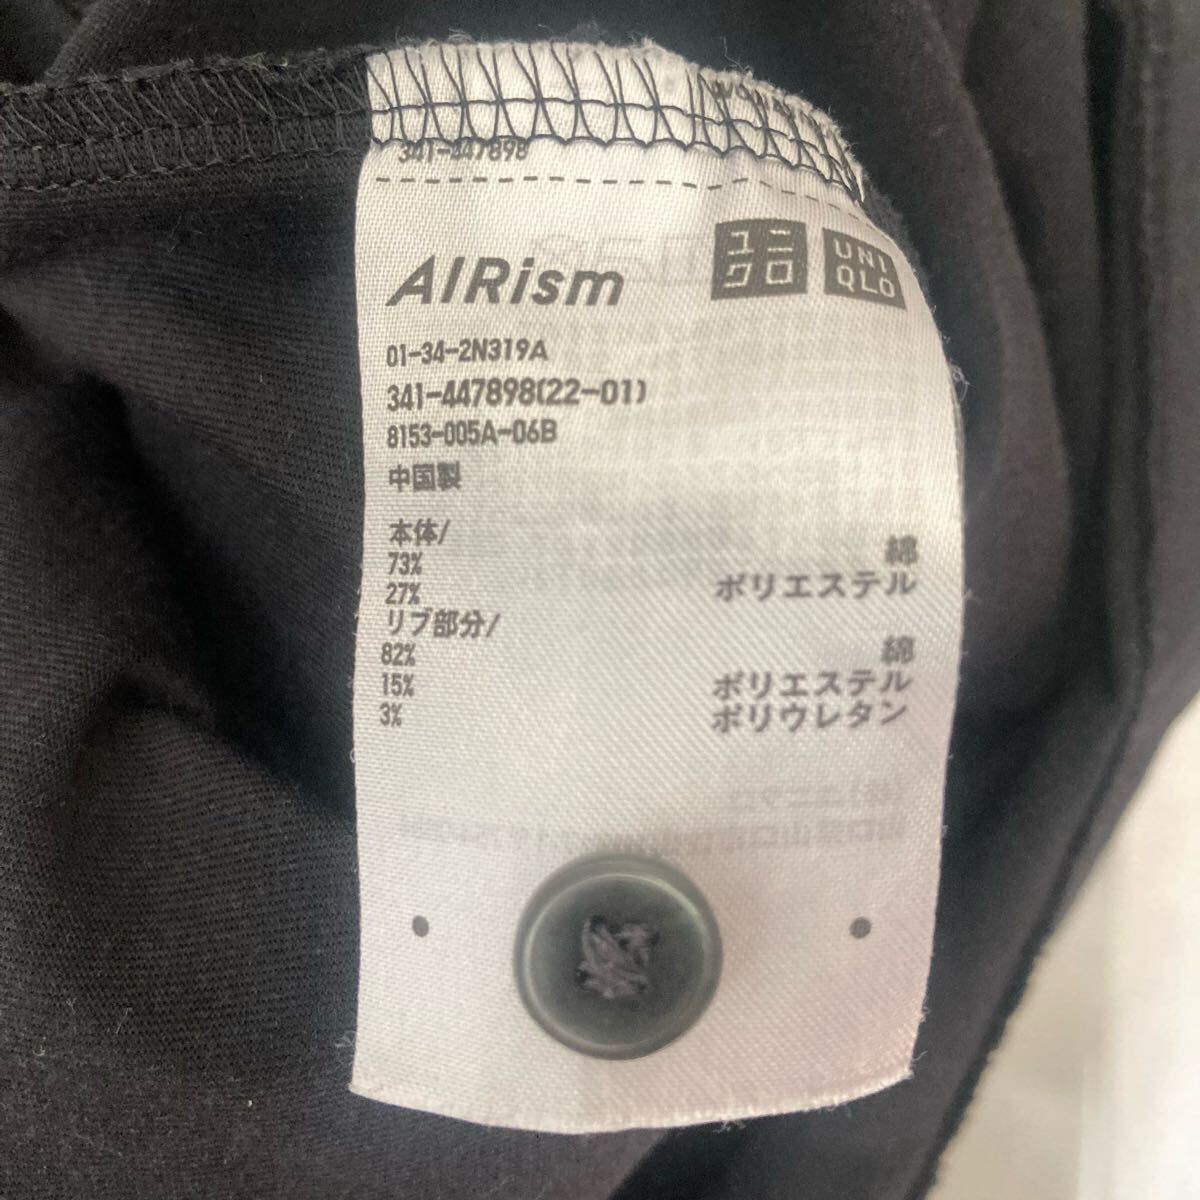 341-447898
AIRism
ユニ
クロ
UNI
QLO
01-34-2N319A
341-447898(22-01)
8153-005A-06B
中国製
本体/
73% 綿
27% ポリエステル
リブ部分/
82% 綿
15% ポリエステル
3% ポリウレタン